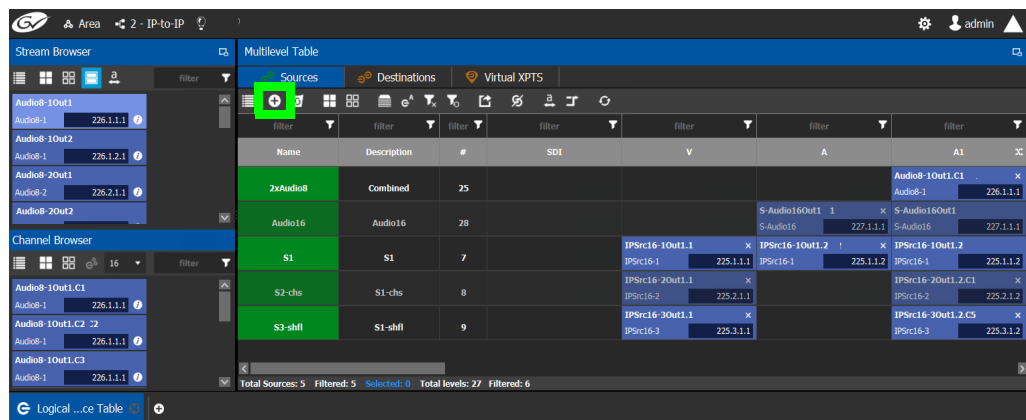 GV Area 2 - IP-to-IP admin
Stream Browser
filter
Audio8-1Out1
Audio8-1 226.1.1.1
Audio8-1Out2
Audio8-1 226.1.2.1
Audio8-2Out1
Audio8-2 226.2.1.1
Audio8-2Out2
Channel Browser
16 filter
Audio8-1Out1.C1
Audio8-1 226.1.1.1
Audio8-1Out1.C2
Audio8-1 226.1.1.1
Audio8-1Out1.C3
Audio8-1 226.1.1.1
Multilevel Table
Sources Destinations Virtual XPTS
filter filter filter filter filter filter filter
Name Description # SDI V A A1
2xAudio8 Combined 25 Audio8-1Out1.C1 x
Audio8-1 226.1.1.1
Audio16 Audio16 28 S-Audio16Out1 1 x S-Audio16Out1
S-Audio16 227.1.1.1 S-Audio16 227.1.1.1
S1 S1 7 IPSrc16-1Out1.1 x IPSrc16-1Out1.2 x IPSrc16-1Out1.2
IPSrc16-1 225.1.1.1 IPSrc16-1 225.1.1.2 IPSrc16-1 225.1.1.2
S2-chs S1-chs 8 IPSrc16-2Out1.1 x IPSrc16-2Out1.2.C1 x
IPSrc16-2 225.2.1.1 IPSrc16-2 225.2.1.2
S3-shfl S1-shfl 9 IPSrc16-3Out1.1 x IPSrc16-3Out1.2.C5 x
IPSrc16-3 225.3.1.1 IPSrc16-3 225.3.1.2
Total Sources: 5 Filtered: 5 Selected: 0 Total levels: 27 Filtered: 6
Logical ...ce Table